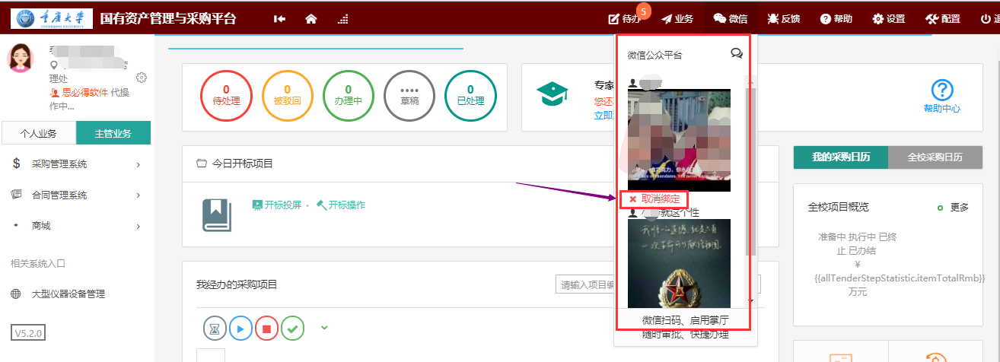 重庆大学
CHONGQING UNIVERSITY
国有资产管理与采购平台
待办
5
业务
微信
反馈
帮助
设置
配置
理处
思必得软件 代操
作中...
个人业务
主管业务
采购管理系统
合同管理系统
商城
相关系统入口
大型仪器设备管理
V5.2.0
0
待处理
0
被驳回
0
办理中
••••
草稿
0
已处理
专家
您还
立即
帮助中心
今日开标项目
开标投屏
开标操作
我经办的采购项目
请输入项目编
微信公众平台
取消绑定
就这个性
微信扫码、启用掌厅
随时审批、快捷办理
我的采购日历
全校采购日历
全校项目概览
更多
准备中 执行中 已终
止 已办结
¥
{{allTenderStepStatistic.itemTotalRmb}}
万元